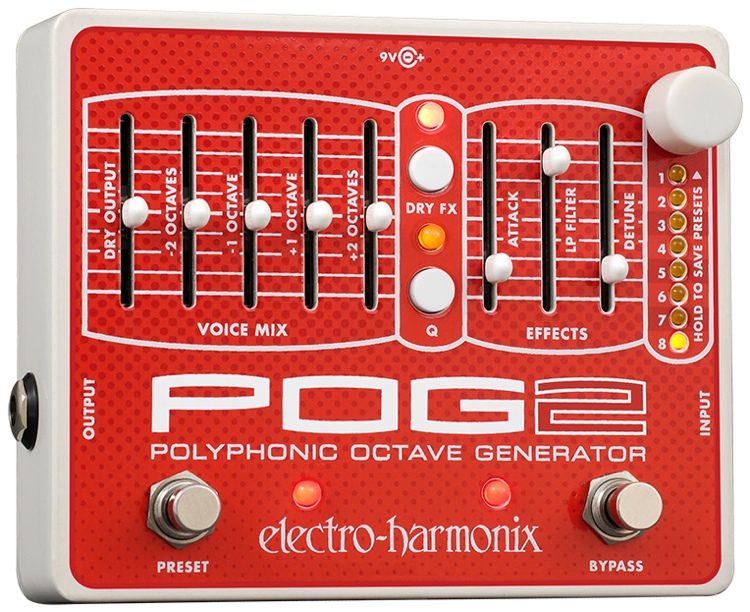 9V +
DRY OUTPUT
-2 OCTAVES
-1 OCTAVE
+1 OCTAVE
+2 OCTAVES
VOICE MIX
DRY FX
Q
ATTACK
LP FILTER
DETUNE
EFFECTS
1
2
3
4
5
6
7
8
HOLD TO SAVE PRESETS
OUTPUT
INPUT
POG2
POLYPHONIC OCTAVE GENERATOR
electro-harmonix
PRESET
BYPASS